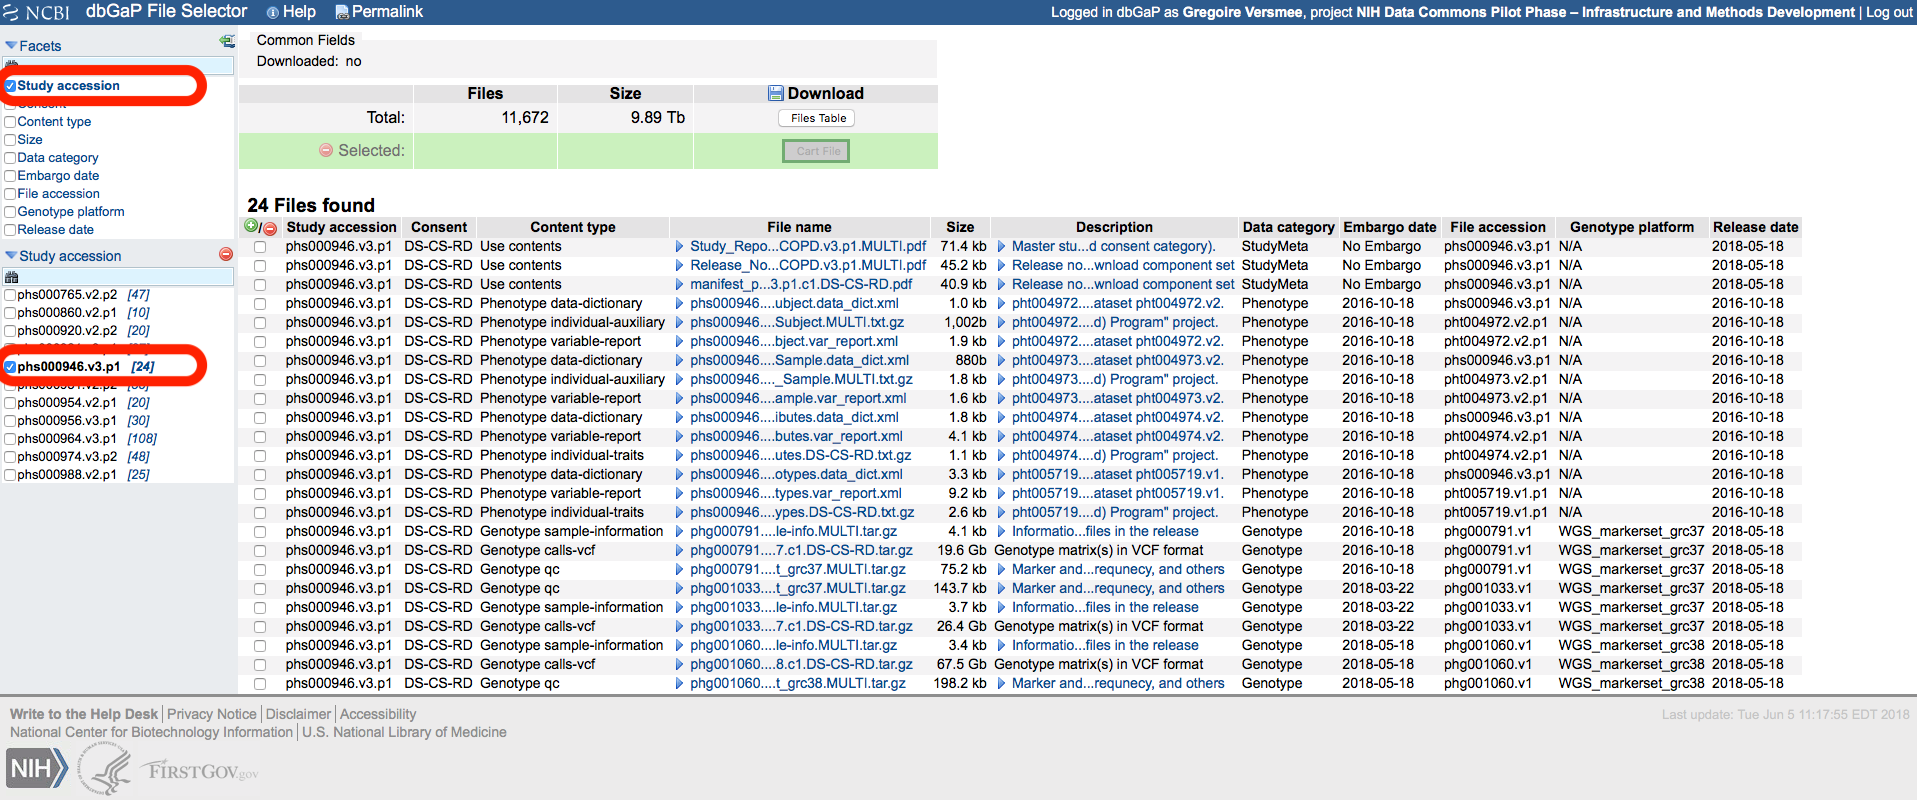 NCBI dbGaP File Selector Help Permalink Logged in dbGaP as Gregoire Versmee, project NIH Data Commons Pilot Phase – Infrastructure and Methods Development | Log out
Facets
Study accession
Content type
Size
Data category
Embargo date
File accession
Genotype platform
Release date
Study accession
phs000765.v2.p2 [47]
phs000860.v2.p1 [10]
phs000920.v2.p2 [20]
phs000946.v3.p1 [24]
phs000954.v2.p1 [20]
phs000956.v3.p1 [30]
phs000964.v3.p1 [108]
phs000974.v3.p2 [48]
phs000988.v2.p1 [25]
Common Fields
Downloaded: no
Files Size Download
Total: 11,672 9.89 Tb Files Table
Selected: Cart File
24 Files found
/ Study accession Consent Content type File name Size Description Data category Embargo date File accession Genotype platform Release date
phs000946.v3.p1 DS-CS-RD Use contents Study_Repo...COPD.v3.p1.MULTI.pdf 71.4 kb Master stu...d consent category). StudyMeta No Embargo phs000946.v3.p1 N/A 2018-05-18
phs000946.v3.p1 DS-CS-RD Use contents Release_No...COPD.v3.p1.MULTI.pdf 45.2 kb Release no...wnload component set StudyMeta No Embargo phs000946.v3.p1 N/A 2018-05-18
phs000946.v3.p1 DS-CS-RD Use contents manifest_p...3.p1.c1.DS-CS-RD.pdf 40.9 kb Release no...wnload component set StudyMeta No Embargo phs000946.v3.p1 N/A 2018-05-18
phs000946.v3.p1 DS-CS-RD Phenotype data-dictionary phs000946....ubject.data_dict.xml 1.0 kb pht004972....ataset pht004972.v2. Phenotype 2016-10-18 pht004972.v2.p1 N/A 2016-10-18
phs000946.v3.p1 DS-CS-RD Phenotype individual-auxiliary phs000946....Subject.MULTI.txt.gz 1,002b pht004972....d) Program" project. Phenotype 2016-10-18 pht004972.v2.p1 N/A 2016-10-18
phs000946.v3.p1 DS-CS-RD Phenotype variable-report phs000946....bject.var_report.xml 1.9 kb pht004972....ataset pht004972.v2. Phenotype 2016-10-18 pht004972.v2.p1 N/A 2016-10-18
phs000946.v3.p1 DS-CS-RD Phenotype data-dictionary phs000946....Sample.data_dict.xml 880b pht004973....ataset pht004973.v2. Phenotype 2016-10-18 phs000946.v3.p1 N/A 2016-10-18
phs000946.v3.p1 DS-CS-RD Phenotype individual-auxiliary phs000946...._Sample.MULTI.txt.gz 1.8 kb pht004973....d) Program" project. Phenotype 2016-10-18 pht004973.v2.p1 N/A 2016-10-18
phs000946.v3.p1 DS-CS-RD Phenotype variable-report phs000946....ample.var_report.xml 1.6 kb pht004973....ataset pht004973.v2. Phenotype 2016-10-18 pht004973.v2.p1 N/A 2016-10-18
phs000946.v3.p1 DS-CS-RD Phenotype data-dictionary phs000946....ibutes.data_dict.xml 1.8 kb pht004974....ataset pht004974.v2. Phenotype 2016-10-18 phs000946.v3.p1 N/A 2016-10-18
phs000946.v3.p1 DS-CS-RD Phenotype variable-report phs000946....butes.var_report.xml 4.1 kb pht004974....ataset pht004974.v2. Phenotype 2016-10-18 pht004974.v2.p1 N/A 2016-10-18
phs000946.v3.p1 DS-CS-RD Phenotype individual-traits phs000946....utes.DS-CS-RD.txt.gz 1.1 kb pht004974....d) Program" project. Phenotype 2016-10-18 pht004974.v2.p1 N/A 2016-10-18
phs000946.v3.p1 DS-CS-RD Phenotype data-dictionary phs000946....otypes.data_dict.xml 3.3 kb pht005719....ataset pht005719.v1. Phenotype 2016-10-18 phs000946.v3.p1 N/A 2016-10-18
phs000946.v3.p1 DS-CS-RD Phenotype variable-report phs000946....types.var_report.xml 9.2 kb pht005719....ataset pht005719.v1. Phenotype 2016-10-18 pht005719.v1.p1 N/A 2016-10-18
phs000946.v3.p1 DS-CS-RD Phenotype individual-traits phs000946....ypes.DS-CS-RD.txt.gz 2.6 kb pht005719....d) Program" project. Phenotype 2016-10-18 pht005719.v1.p1 N/A 2016-10-18
phs000946.v3.p1 DS-CS-RD Genotype sample-information phg000791....le-info.MULTI.tar.gz 4.1 kb Informatio...files in the release Genotype 2016-10-18 phg000791.v1 WGS_markerset_grc37 2018-05-18
phs000946.v3.p1 DS-CS-RD Genotype calls-vcf phg000791....7.c1.DS-CS-RD.tar.gz 19.6 Gb Genotype matrix(s) in VCF format Genotype 2016-10-18 phg000791.v1 WGS_markerset_grc37 2018-05-18
phs000946.v3.p1 DS-CS-RD Genotype qc phg000791....t_grc37.MULTI.tar.gz 75.2 kb Marker and...requnecy, and others Genotype 2016-10-18 phg000791.v1 WGS_markerset_grc37 2018-05-18
phs000946.v3.p1 DS-CS-RD Genotype qc phg001033....t_grc37.MULTI.tar.gz 143.7 kb Marker and...requnecy, and others Genotype 2018-03-22 phg001033.v1 WGS_markerset_grc37 2018-05-18
phs000946.v3.p1 DS-CS-RD Genotype sample-information phg001033....le-info.MULTI.tar.gz 3.7 kb Informatio...files in the release Genotype 2018-03-22 phg001033.v1 WGS_markerset_grc37 2018-05-18
phs000946.v3.p1 DS-CS-RD Genotype calls-vcf phg001033....7.c1.DS-CS-RD.tar.gz 26.4 Gb Genotype matrix(s) in VCF format Genotype 2018-03-22 phg001033.v1 WGS_markerset_grc37 2018-05-18
phs000946.v3.p1 DS-CS-RD Genotype sample-information phg001060....le-info.MULTI.tar.gz 3.4 kb Informatio...files in the release Genotype 2018-05-18 phg001060.v1 WGS_markerset_grc38 2018-05-18
phs000946.v3.p1 DS-CS-RD Genotype calls-vcf phg001060....8.c1.DS-CS-RD.tar.gz 67.5 Gb Genotype matrix(s) in VCF format Genotype 2018-05-18 phg001060.v1 WGS_markerset_grc38 2018-05-18
phs000946.v3.p1 DS-CS-RD Genotype qc phg001060....t_grc38.MULTI.tar.gz 198.2 kb Marker and...requnecy, and others Genotype 2018-05-18 phg001060.v1 WGS_markerset_grc38 2018-05-18
Write to the Help Desk | Privacy Notice | Disclaimer | Accessibility Last update: Tue Jun 5 11:17:55 EDT 2018
National Center for Biotechnology Information | U.S. National Library of Medicine
NIH FIRSTGOV.gov